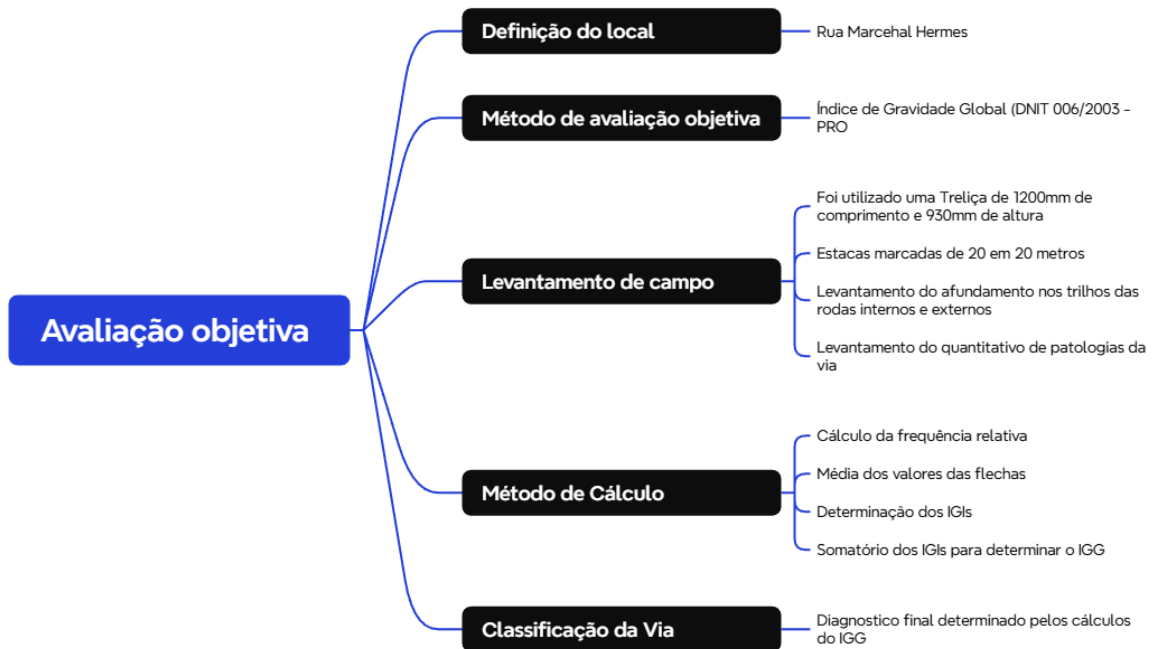 Avaliação objetiva
Definição do local
Rua Marcehal Hermes
Método de avaliação objetiva
Índice de Gravidade Global (DNIT 006/2003 -
PRO
Levantamento de campo
Foi utilizado uma Treliça de 1200mm de
comprimento e 930mm de altura
Estacas marcadas de 20 em 20 metros
Levantamento do afundamento nos trilhos das
rodas internos e externos
Levantamento do quantitativo de patologias da
via
Método de Cálculo
Cálculo da frequência relativa
Média dos valores das flechas
Determinação dos IGIs
Somatório dos IGIs para determinar o IGG
Classificação da Via
Diagnostico final determinado pelos cálculos
do IGG